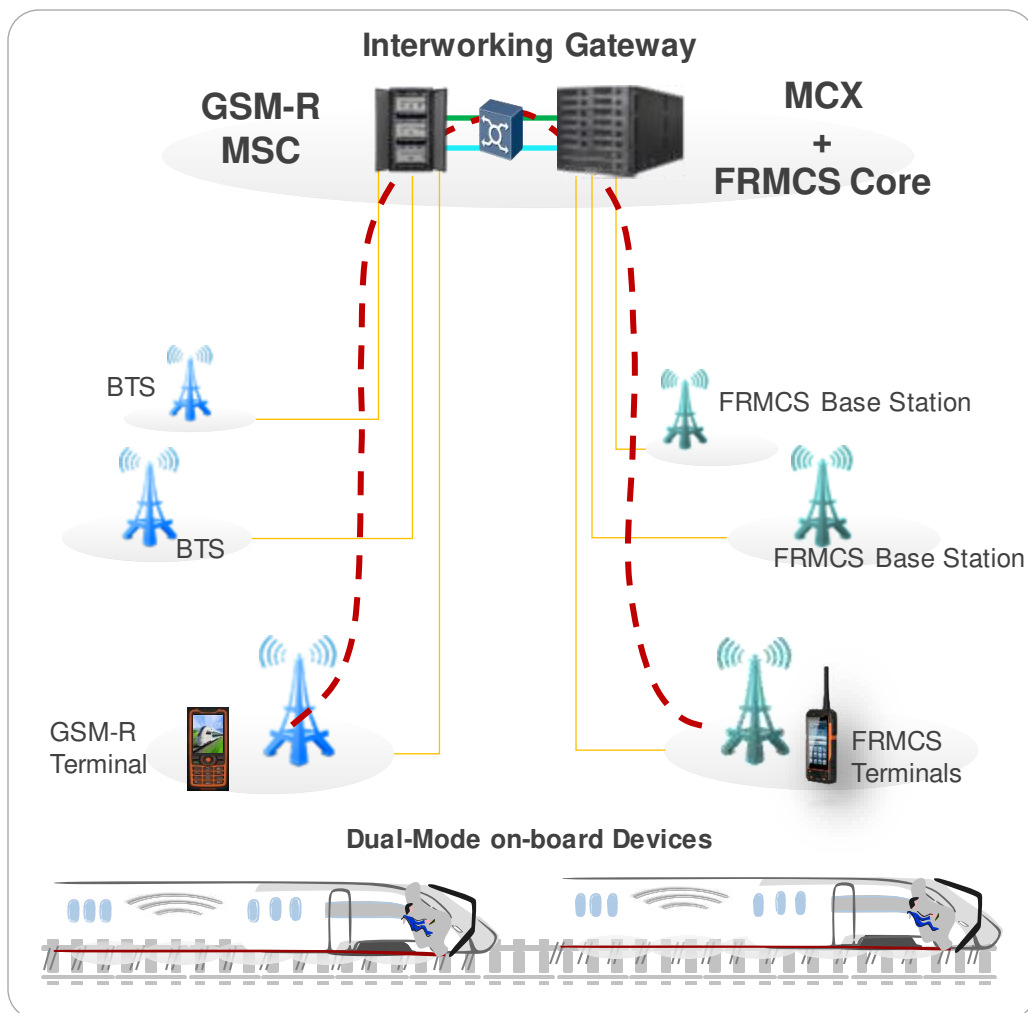 Interworking Gateway
GSM-R
MSC
MCX
+
FRMCS Core
BTS
FRMCS Base Station
BTS
FRMCS Base Station
GSM-R
Terminal
FRMCS
Terminals
Dual-Mode on-board Devices